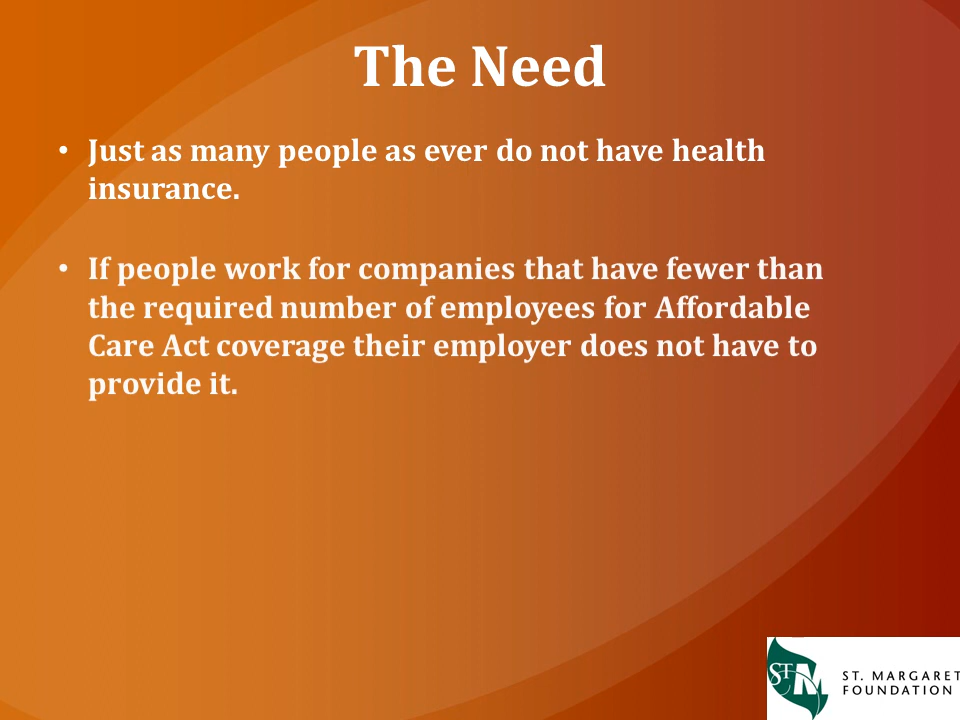 The Need
• Just as many people as ever do not have health
insurance.
• If people work for companies that have fewer than
the required number of employees for Affordable
Care Act coverage their employer does not have to
provide it.
STM
ST. MARGARET
FOUNDATION